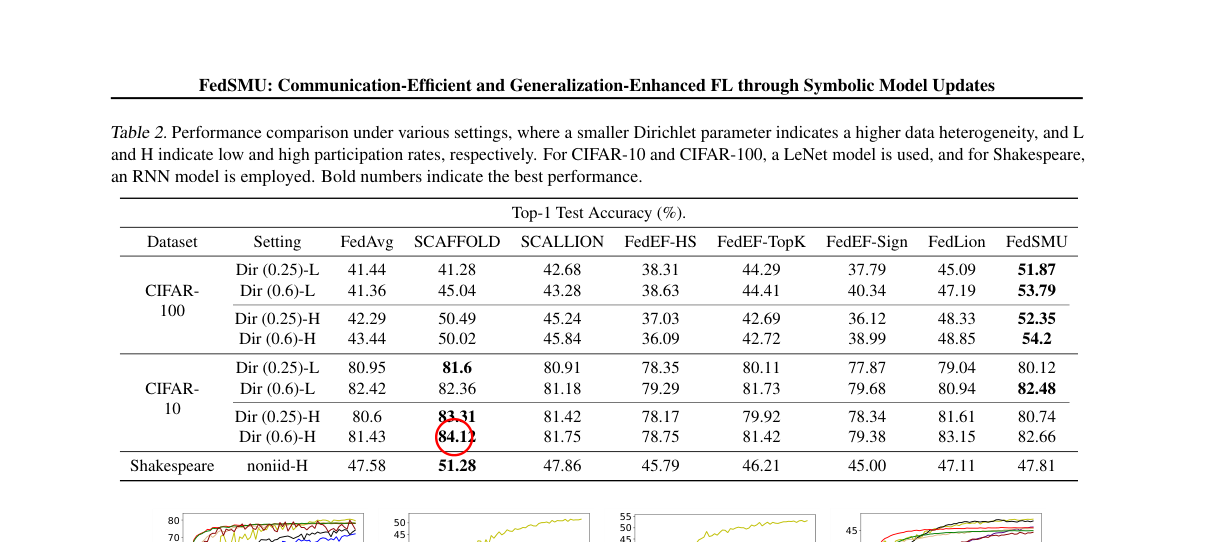 FedSMU: Communication-Efficient and Generalization-Enhanced FL through Symbolic Model Updates
Table 2. Performance comparison under various settings, where a smaller Dirichlet parameter indicates a higher data heterogeneity, and L
and H indicate low and high participation rates, respectively. For CIFAR-10 and CIFAR-100, a LeNet model is used, and for Shakespeare,
an RNN model is employed. Bold numbers indicate the best performance.
Top-1 Test Accuracy (%).
Dataset Setting FedAvg SCAFFOLD SCALLION FedEF-HS FedEF-TopK FedEF-Sign FedLion FedSMU
CIFAR-
100
Dir (0.25)-L 41.44 41.28 42.68 38.31 44.29 37.79 45.09 51.87
Dir (0.6)-L 41.36 45.04 43.28 38.63 44.41 40.34 47.19 53.79
Dir (0.25)-H 42.29 50.49 45.24 37.03 42.69 36.12 48.33 52.35
Dir (0.6)-H 43.44 50.02 45.84 36.09 42.72 38.99 48.85 54.2
CIFAR-
10
Dir (0.25)-L 80.95 81.6 80.91 78.35 80.11 77.87 79.04 80.12
Dir (0.6)-L 82.42 82.36 81.18 79.29 81.73 79.68 80.94 82.48
Dir (0.25)-H 80.6 83.31 81.42 78.17 79.92 78.34 81.61 80.74
Dir (0.6)-H 81.43 84.12 81.75 78.75 81.42 79.38 83.15 82.66
Shakespeare noniid-H 47.58 51.28 47.86 45.79 46.21 45.00 47.11 47.81
80
70
50
45
55
50
45
45